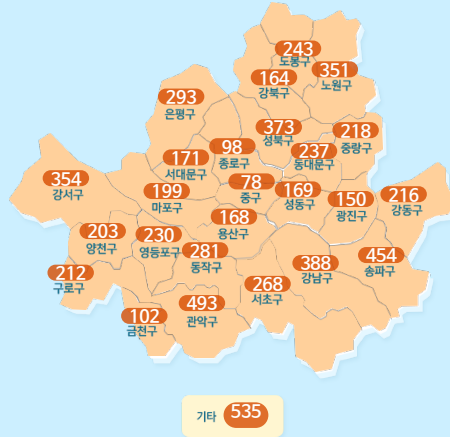 243
도봉구
351
노원구
164
강북구
293
은평구
373
성북구
218
중랑구
98
종로구
237
동대문구
171
서대문구
354
강서구
199
마포구
78
중구
169
성동구
150
광진구
216
강동구
168
용산구
203
양천구
230
영등포구
281
동작구
212
구로구
388
강남구
454
송파구
268
서초구
493
관악구
102
금천구
기타 535